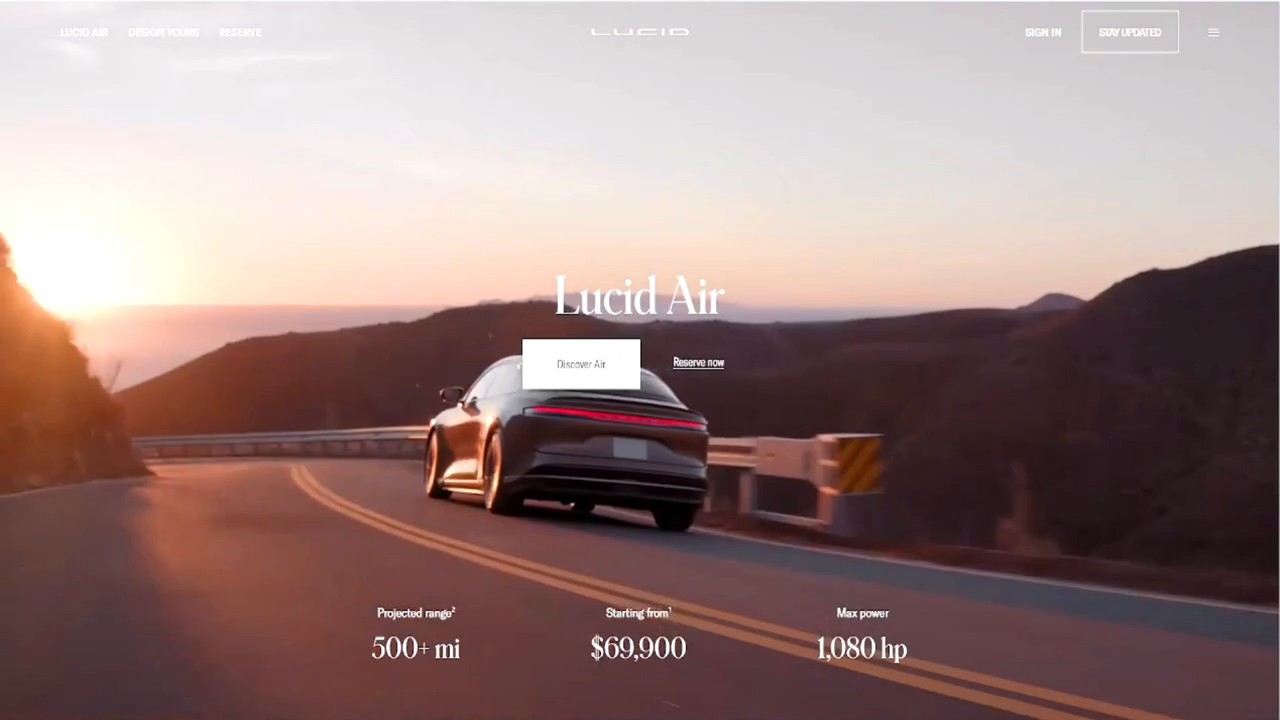 LUCID AIR DESIGN YOURS RESERVE LUCID SIGN IN STAY UPDATED
Lucid Air
Discover Air Reserve now
Projected range² Starting from¹ Max power
500+ mi $69,900 1,080 hp